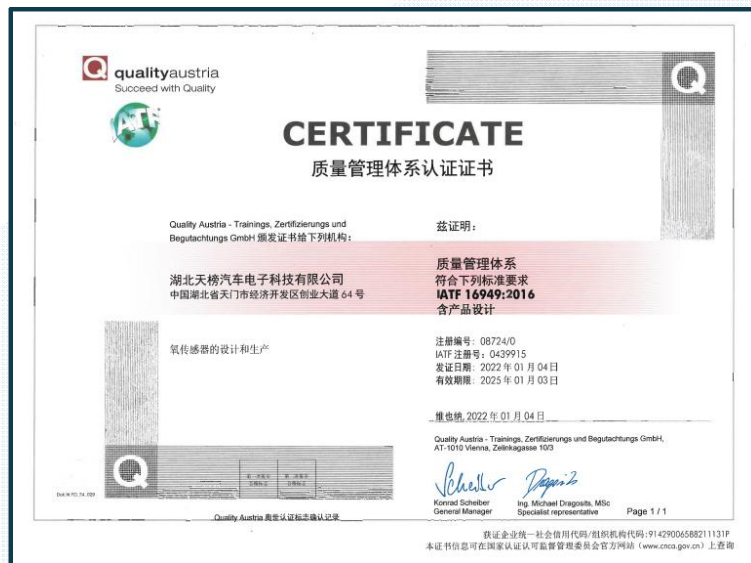 Q
qualityaustria
Succeed with Quality
IATF
Q
CERTIFICATE
质量管理体系认证证书
Quality Austria - Trainings, Zertifizierungs und
Begutachtungs GmbH 颁发证书给下列机构：
湖北天榜汽车电子科技有限公司
中国湖北省天门市经济开发区创业大道 64 号
氧传感器的设计和生产
兹证明：
质量管理体系
符合下列标准要求
IATF 16949:2016
含产品设计
注册编号: 08724/0
IATF 注册号: 0439915
发证日期: 2022 年 01 月 04 日
有效期限: 2025 年 01 月 03 日
维也纳, 2022 年 01 月 04 日
Quality Austria - Trainings, Zertifizierungs und Begutachtungs GmbH,
AT-1010 Vienna, Zelinkagasse 10/3
Q
Konrad Scheiber
General Manager
Ing. Michael Dragosits, MSc
Specialist representative
Page 1 / 1
Quality Austria 奥世认证标志确认记录
获证企业统一社会信用代码/组织机构代码:91429006588211131P
本证书信息可在国家认证认可监督管理委员会官方网站 (www.cnca.gov.cn) 上查询